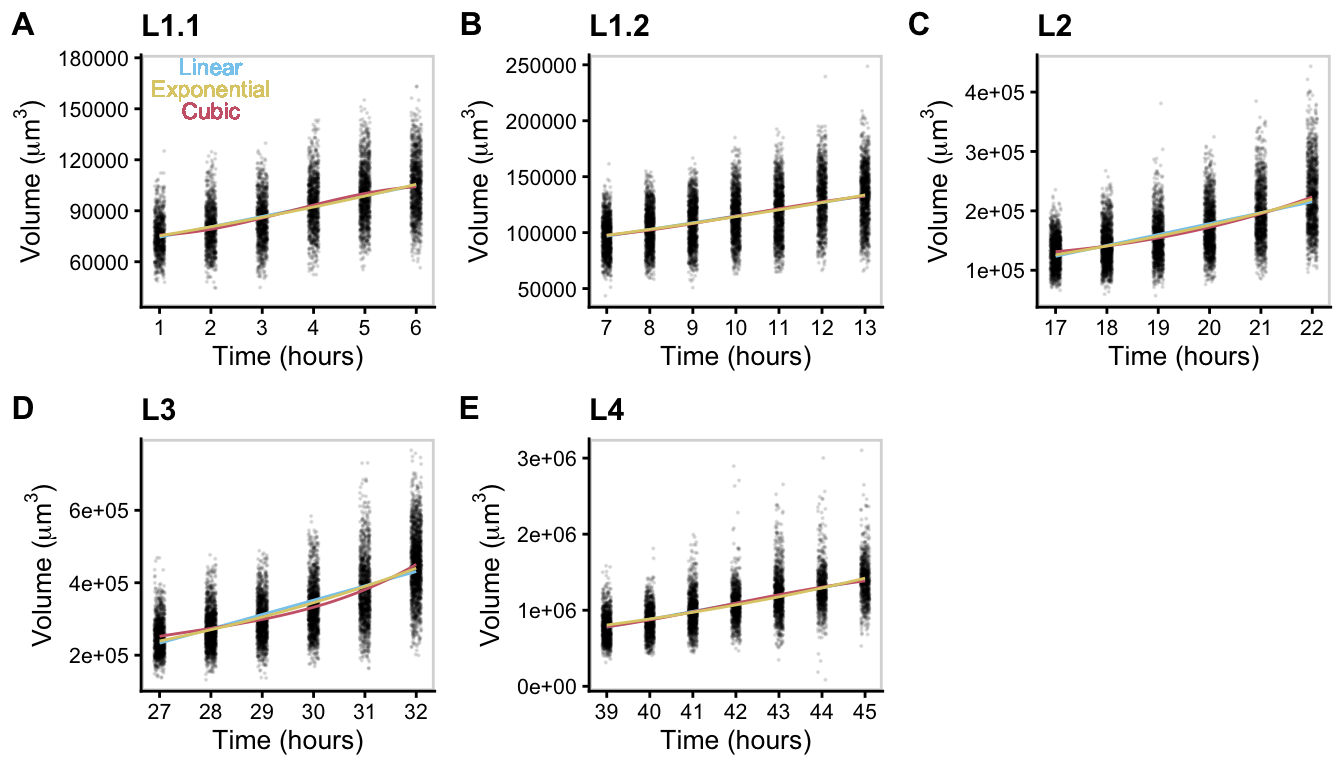 A
L1.1
Volume (µm³)
180000
150000
120000
90000
60000
Linear
Exponential
Cubic
1 2 3 4 5 6
Time (hours)
B
L1.2
Volume (µm³)
250000
200000
150000
100000
50000
7 8 9 10 11 12 13
Time (hours)
C
L2
Volume (µm³)
4e+05
3e+05
2e+05
1e+05
17 18 19 20 21 22
Time (hours)
D
L3
Volume (µm³)
6e+05
4e+05
2e+05
27 28 29 30 31 32
Time (hours)
E
L4
Volume (µm³)
3e+06
2e+06
1e+06
0e+00
39 40 41 42 43 44 45
Time (hours)